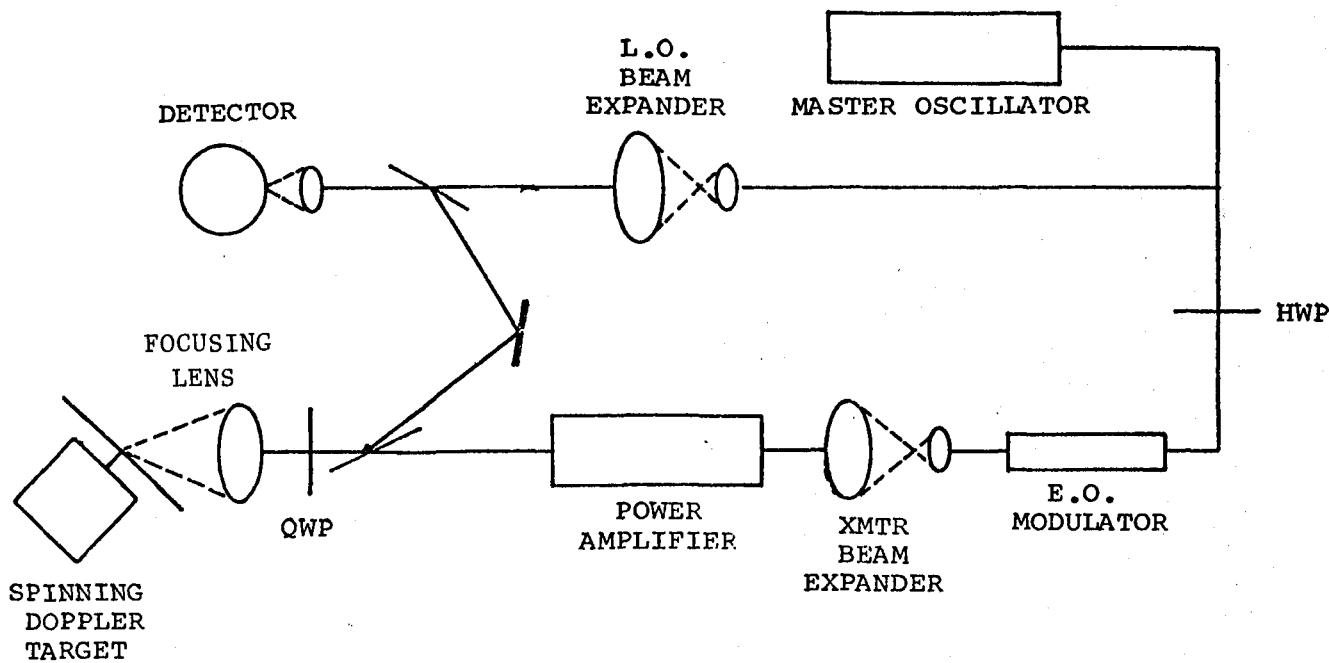 L.O.
BEAM
EXPANDER
MASTER OSCILLATOR
DETECTOR
HWP
FOCUSING
LENS
QWP
POWER
AMPLIFIER
XMTR
BEAM
EXPANDER
E.O.
MODULATOR
SPINNING
DOPPLER
TARGET